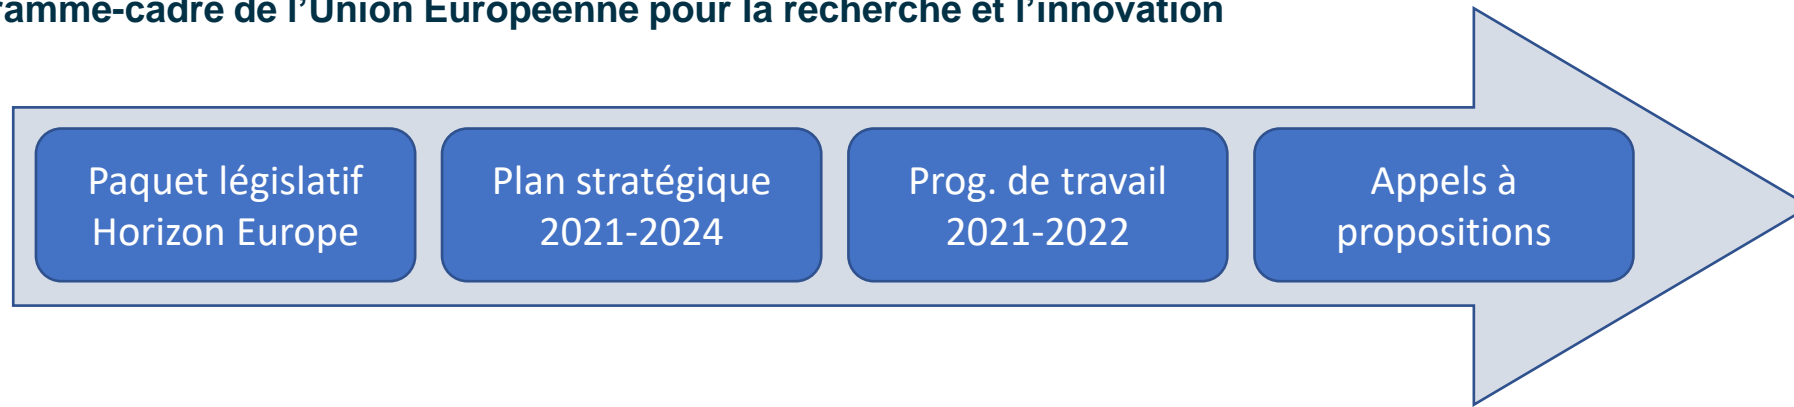 ramme-cadre de l’Union Européenne pour la recherche et l’innovation
Paquet législatif
Horizon Europe
Plan stratégique
2021-2024
Prog. de travail
2021-2022
Appels à
propositions